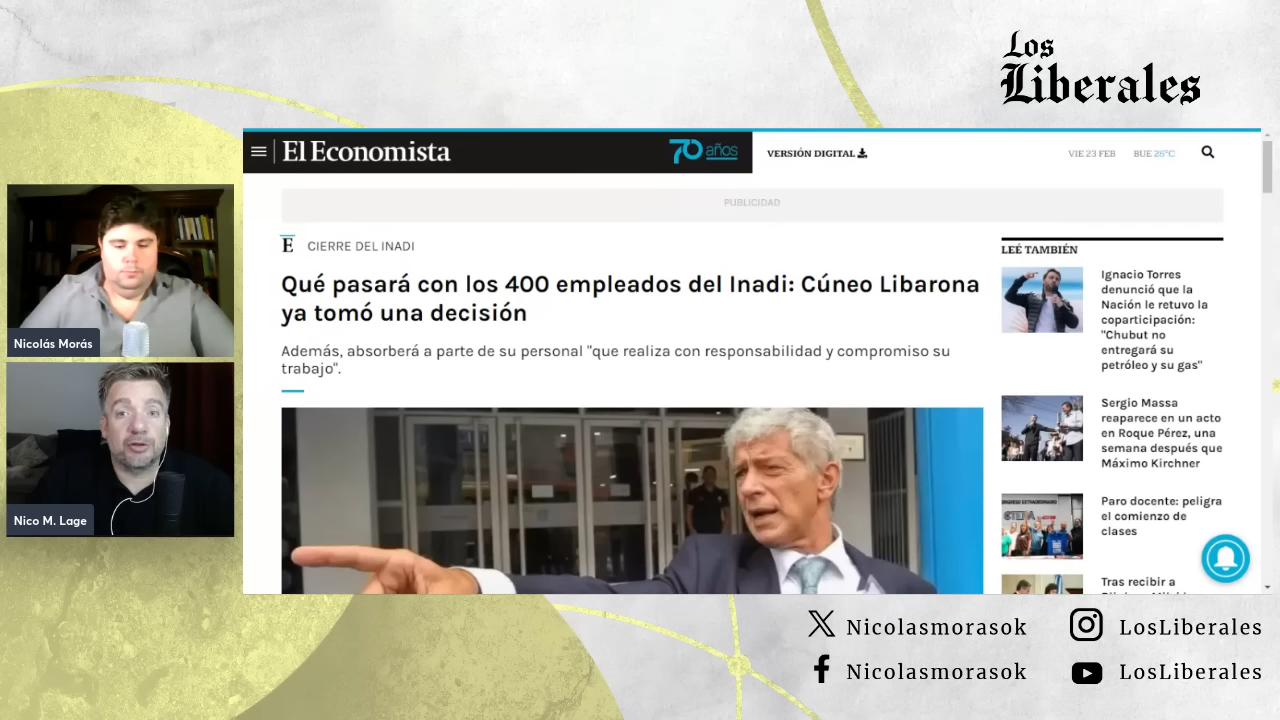 Los
Liberales
El Economista
70 años
VERSIÓN DIGITAL
VIE 23 FEB
BUE 26°C
PUBLICIDAD
E
CIERRE DEL INADI
Qué pasará con los 400 empleados del Inadi: Cúneo Libarona
ya tomó una decisión
Además, absorberá a parte de su personal "que realiza con responsabilidad y compromiso su
trabajo".
LEÉ TAMBIÉN
Ignacio Torres
denunció que la
Nación le retuvo la
coparticipación:
"Chubut no
entregará su
petróleo y su gas"
Sergio Massa
reaparece en un acto
en Roque Pérez, una
semana después que
Máximo Kirchner
Paro docente: peligra
el comienzo de
clases
Tras recibir a
Nicolás Morás
Nico M. Lage
Nicolasmorasok
LosLiberales
Nicolasmorasok
LosLiberales